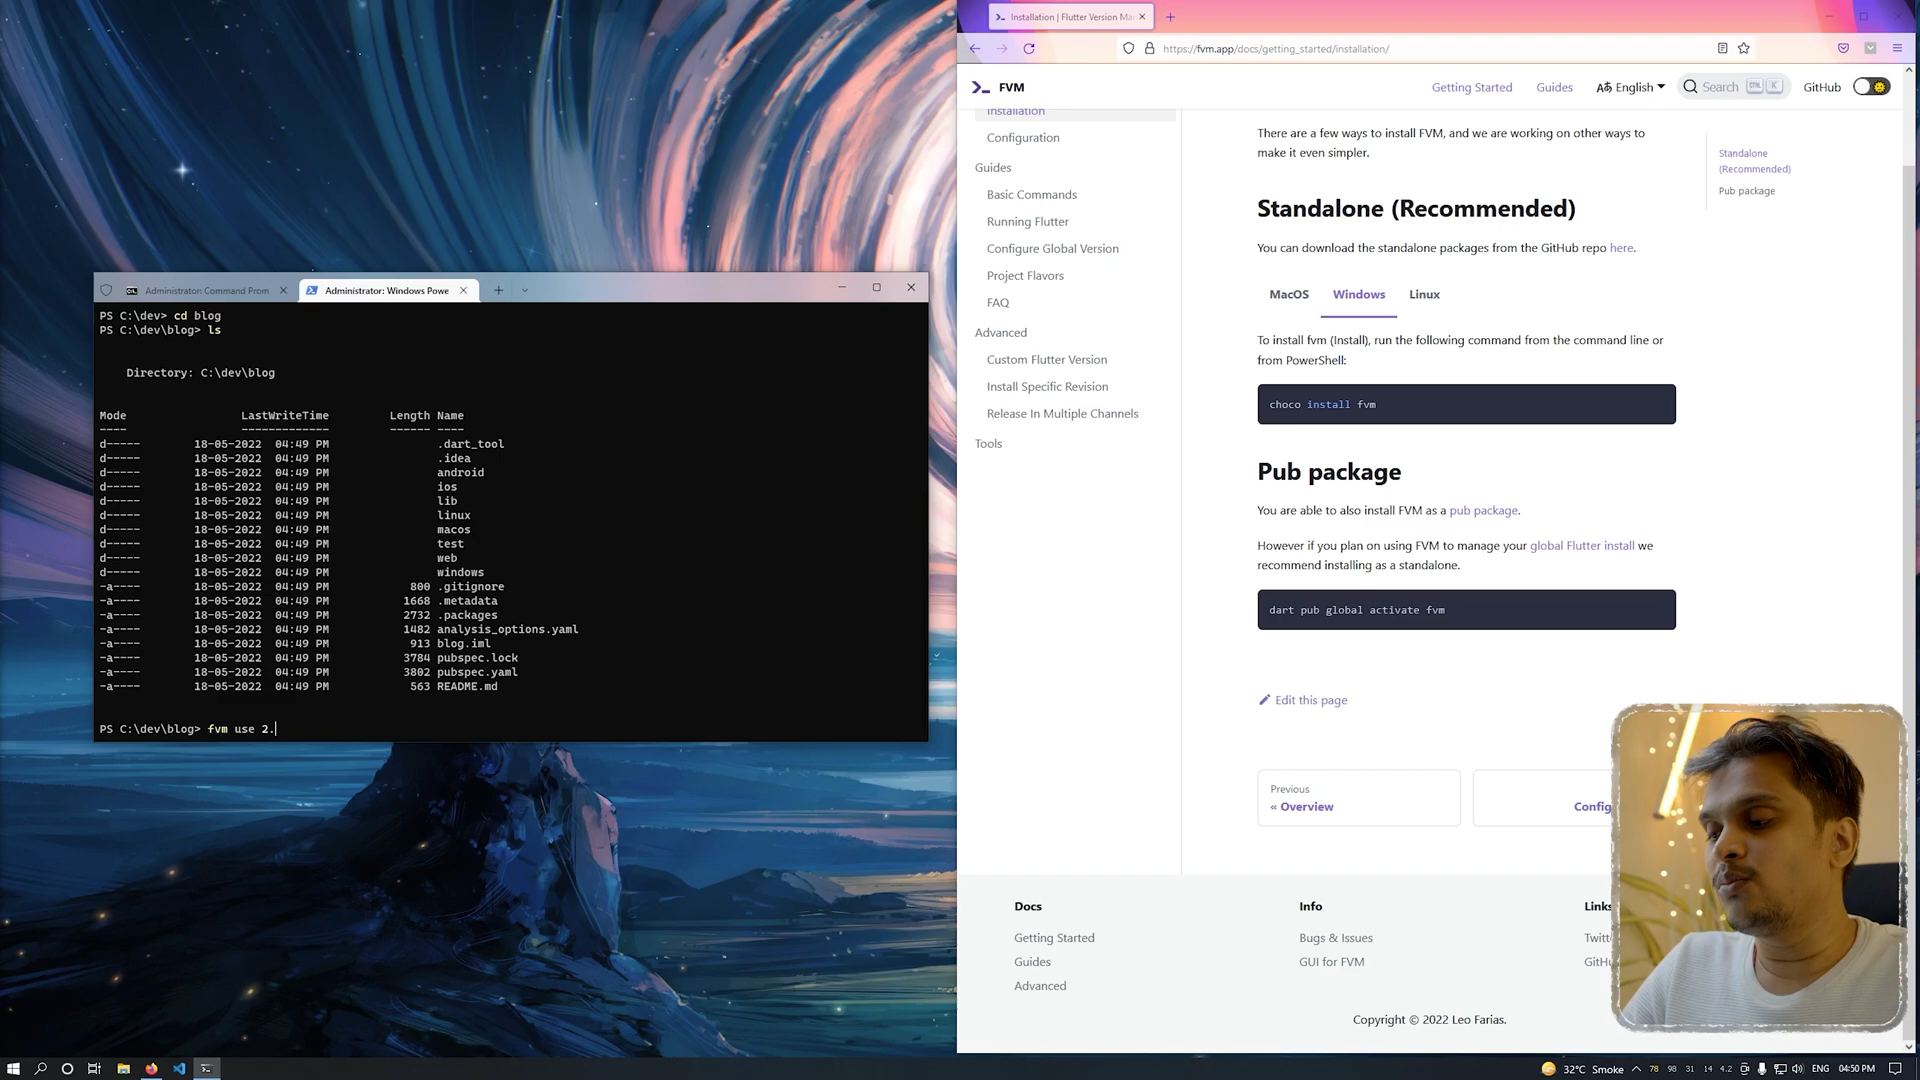 Administrator: Command Prom
Administrator: Windows Powe
PS C:\dev> cd blog
PS C:\dev\blog> ls
Directory: C:\dev\blog
Mode LastWriteTime Length Name
---- ------------- ------ ----
d----- 18-05-2022 04:49 PM .dart_tool
d----- 18-05-2022 04:49 PM .idea
d----- 18-05-2022 04:49 PM android
d----- 18-05-2022 04:49 PM ios
d----- 18-05-2022 04:49 PM lib
d----- 18-05-2022 04:49 PM linux
d----- 18-05-2022 04:49 PM macos
d----- 18-05-2022 04:49 PM test
d----- 18-05-2022 04:49 PM web
d----- 18-05-2022 04:49 PM windows
-a---- 18-05-2022 04:49 PM 800 .gitignore
-a---- 18-05-2022 04:49 PM 1668 .metadata
-a---- 18-05-2022 04:49 PM 2732 .packages
-a---- 18-05-2022 04:49 PM 1482 analysis_options.yaml
-a---- 18-05-2022 04:49 PM 913 blog.iml
-a---- 18-05-2022 04:49 PM 3784 pubspec.lock
-a---- 18-05-2022 04:49 PM 3802 pubspec.yaml
-a---- 18-05-2022 04:49 PM 563 README.md
PS C:\dev\blog> fvm use 2.
Installation | Flutter Version Ma
https://fvm.app/docs/getting_started/installation/
FVM
Getting Started
Guides
English
Search
CTRL
K
GitHub
Installation
Configuration
Guides
Basic Commands
Running Flutter
Configure Global Version
Project Flavors
FAQ
Advanced
Custom Flutter Version
Install Specific Revision
Release In Multiple Channels
Tools
There are a few ways to install FVM, and we are working on other ways to
make it even simpler.
Standalone (Recommended)
You can download the standalone packages from the GitHub repo here.
MacOS Windows Linux
To install fvm (Install), run the following command from the command line or
from PowerShell:
choco install fvm
Pub package
You are able to also install FVM as a pub package.
However if you plan on using FVM to manage your global Flutter install we
recommend installing as a standalone.
dart pub global activate fvm
Edit this page
Previous
« Overview
Config
Standalone
(Recommended)
Pub package
Docs
Getting Started
Guides
Advanced
Info
Bugs & Issues
GUI for FVM
Links
Twitt
GitHu
Copyright © 2022 Leo Farias.
32°C Smoke
78 98 31 14 4.2
ENG
04:50 PM